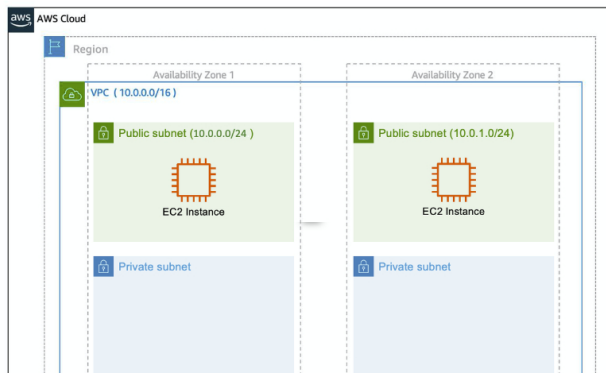 aws AWS Cloud
Region
Availability Zone 1
Availability Zone 2
VPC ( 10.0.0.0/16 )
Public subnet (10.0.0.0/24 )
Public subnet (10.0.1.0/24)
EC2 Instance
EC2 Instance
Private subnet
Private subnet